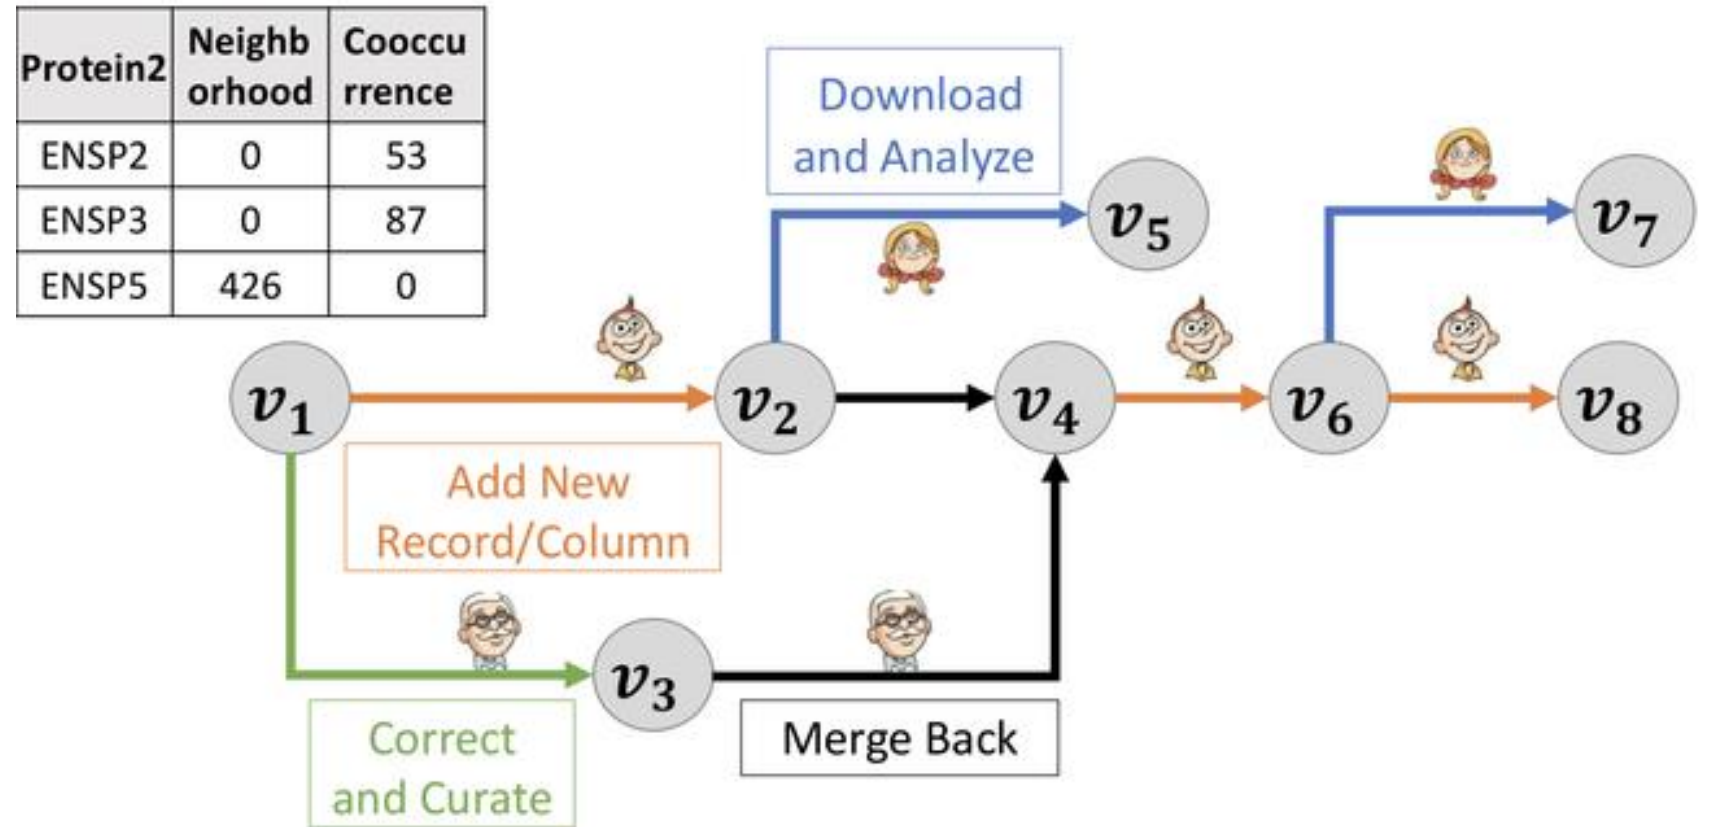 Protein2 Neighb orhood Cooccu rrence
ENSP2 0 53
ENSP3 0 87
ENSP5 426 0
Download
and Analyze
v5
v7
v1
v2
v4
v6
v8
Add New
Record/Column
v3
Correct
and Curate
Merge Back